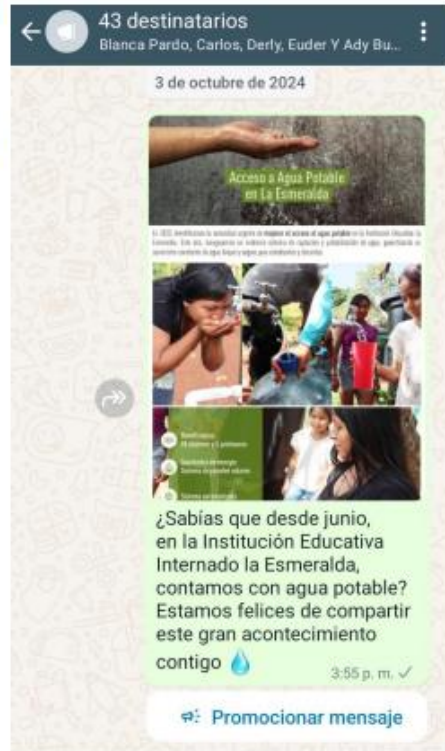 43 destinatarios
Blanca Pardo, Carlos, Derly, Euder Y Ady Bu...
3 de octubre de 2024
Acceso a Agua Potable
en La Esmeralda
¿Sabías que desde junio,
en la Institución Educativa
Internado la Esmeralda,
contamos con agua potable?
Estamos felices de compartir
este gran acontecimiento
contigo 💧
3:55 p. m. ✓
Promocionar mensaje